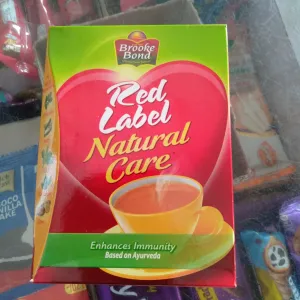 Brooke
Bond
Red
Label
Natural
Care
Enhances Immunity
Based on Ayurveda